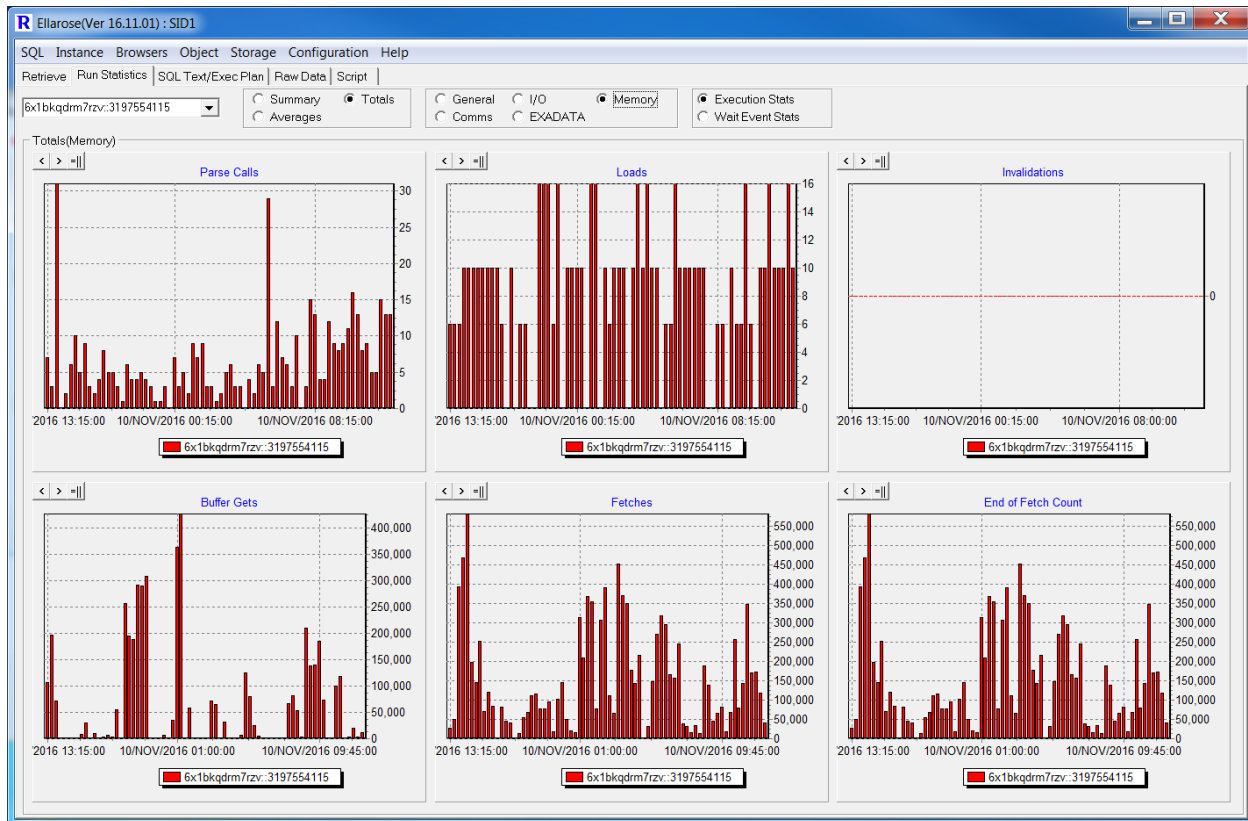 Ellarose(Ver 16.11.01) : SID1
SQL Instance Browsers Object Storage Configuration Help
Retrieve Run Statistics SQL Text/Exec Plan Raw Data Script
6x1bkqdrm7rzv::3197554115
Summary Totals
Averages
General I/O Memory
Comms EXADATA
Execution Stats
Wait Event Stats
Totals(Memory)
< > =||
Parse Calls
30
25
20
15
10
5
0
'2016 13:15:00 10/NOV/2016 00:15:00 10/NOV/2016 08:15:00
6x1bkqdrm7rzv::3197554115
< > =||
Loads
16
14
12
10
8
6
4
2
0
'2016 13:15:00 10/NOV/2016 00:15:00 10/NOV/2016 08:15:00
6x1bkqdrm7rzv::3197554115
< > =||
Invalidations
0
'2016 13:15:00 10/NOV/2016 00:15:00 10/NOV/2016 08:00:00
6x1bkqdrm7rzv::3197554115
< > =||
Buffer Gets
400,000
350,000
300,000
250,000
200,000
150,000
100,000
50,000
'2016 13:15:00 10/NOV/2016 01:00:00 10/NOV/2016 09:45:00
6x1bkqdrm7rzv::3197554115
< > =||
Fetches
550,000
500,000
450,000
400,000
350,000
300,000
250,000
200,000
150,000
100,000
50,000
0
'2016 13:15:00 10/NOV/2016 01:00:00 10/NOV/2016 09:45:00
6x1bkqdrm7rzv::3197554115
< > =||
End of Fetch Count
550,000
500,000
450,000
400,000
350,000
300,000
250,000
200,000
150,000
100,000
50,000
0
'2016 13:15:00 10/NOV/2016 01:00:00 10/NOV/2016 09:45:00
6x1bkqdrm7rzv::3197554115